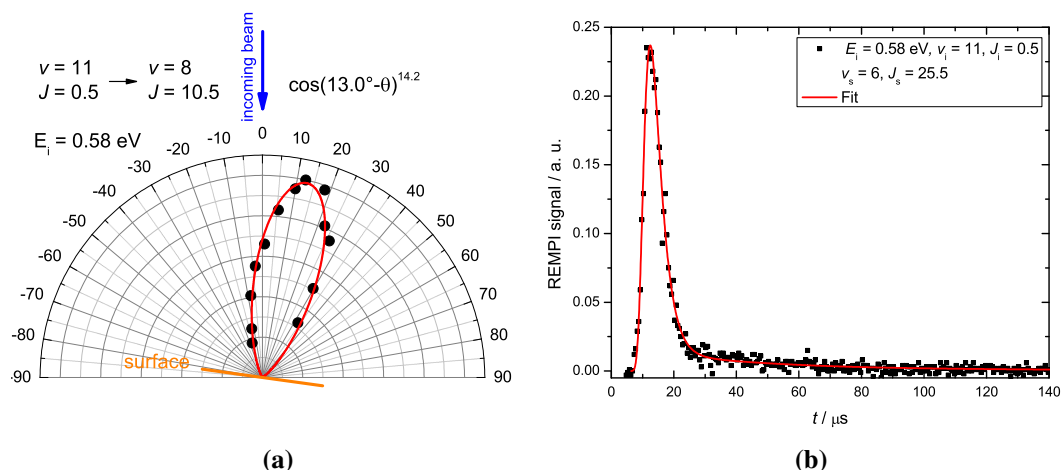 incoming beam
v = 11 → v = 8
J = 0.5 J = 10.5
cos(13.0°-θ)^14.2
E_i = 0.58 eV
-90 -80 -70 -60 -50 -40 -30 -20 -10 0 10 20 30 40 50 60 70 80 90
surface
(a)
REMPI signal / a. u.
0.25
0.20
0.15
0.10
0.05
0.00
0 20 40 60 80 100 120 140
t / μs
E_i = 0.58 eV, v_i = 11, J_i = 0.5
v_s = 6, J_s = 25.5
Fit
(b)